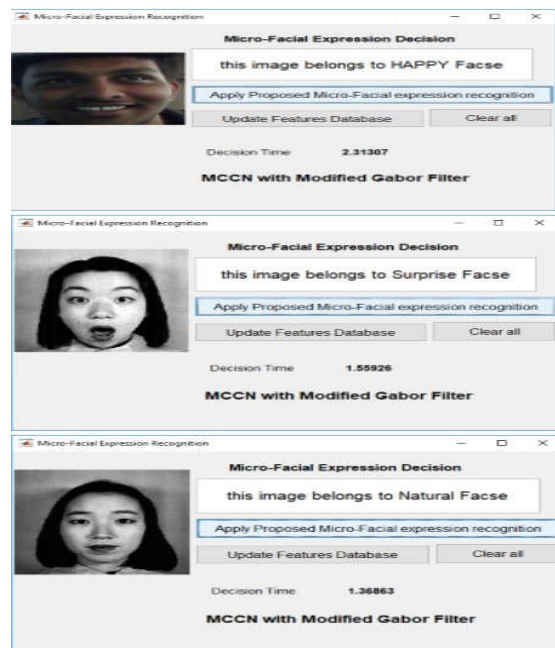 Micro-Facial Expression Recognition
Micro-Facial Expression Decision
this image belongs to HAPPY Facse
Apply Proposed Micro-Facial expression recognition
Update Features Database Clear all
Decision Time 2.31307
MCCN with Modified Gabor Filter
Micro-Facial Expression Recognition
Micro-Facial Expression Decision
this image belongs to Surprise Facse
Apply Proposed Micro-Facial expression recognition
Update Features Database Clear all
Decision Time 1.55926
MCCN with Modified Gabor Filter
Micro-Facial Expression Recognition
Micro-Facial Expression Decision
this image belongs to Natural Facse
Apply Proposed Micro-Facial expression recognition
Update Features Database Clear all
Decision Time 1.36863
MCCN with Modified Gabor Filter